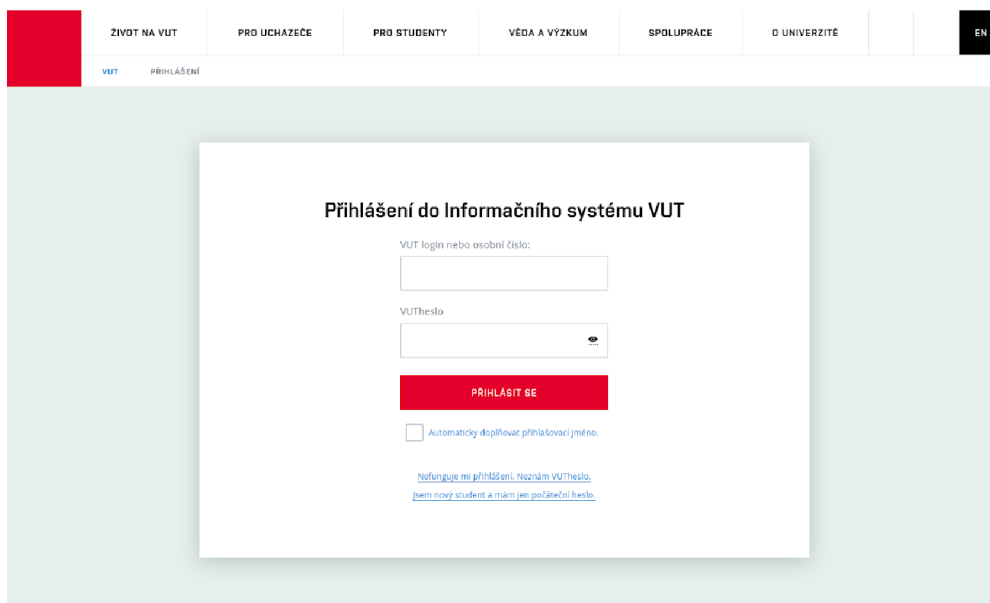 ŽIVOT NA VUT PRO UCHAZEČE PRO STUDENTY VĚDA A VÝZKUM SPOLUPRÁCE O UNIVERZITĚ EN
VUT PŘIHLÁŠENÍ
Přihlášení do Informačního systému VUT
VUT login nebo osobní číslo:
VUTheslo
PŘIHLÁSIT SE
Automaticky doplňovat přihlašovací jméno.
Nefunguje mi přihlášení. Neznám VUTheslo.
Jsem nový student a mám jen počáteční heslo.